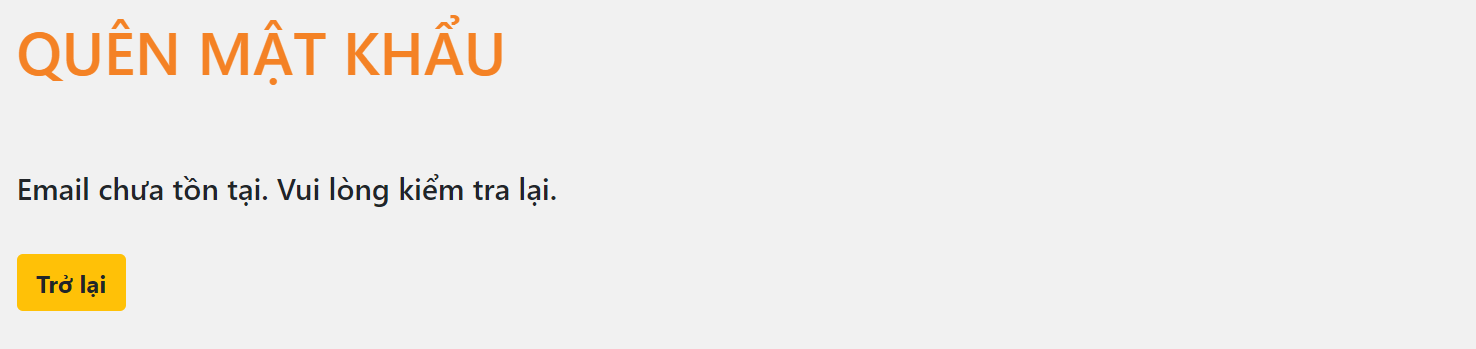 QUÊN MẬT KHẨU
Email chưa tồn tại. Vui lòng kiểm tra lại.
Trở lại